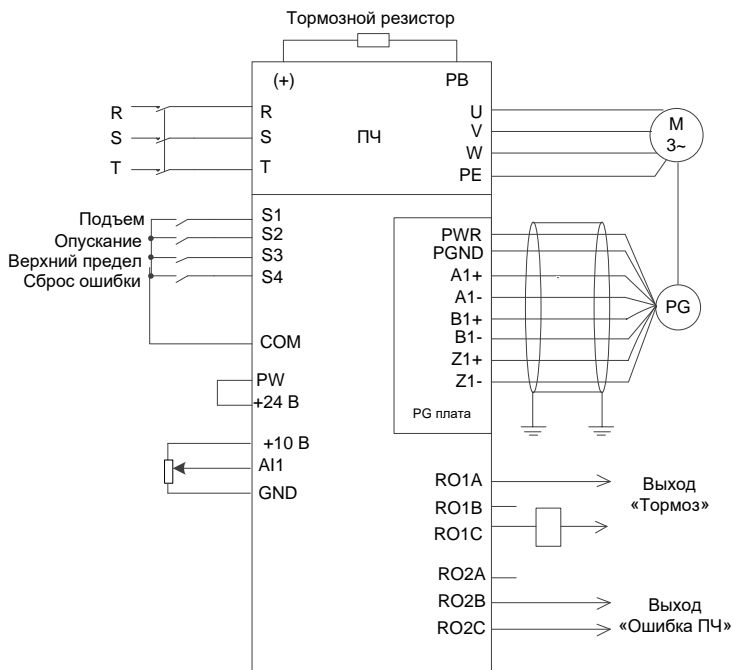 Тормозной резистор
(+)
PB
R
S
T
R
S
T
ПЧ
U
V
W
PE
M
3~
Подъем
Опускание
Верхний предел
Сброс ошибки
S1
S2
S3
S4
COM
PW
+24 В
+10 В
AI1
GND
PWR
PGND
A1+
A1-
B1+
B1-
Z1+
Z1-
PG плата
PG
RO1A
RO1B
RO1C
Выход
«Тормоз»
RO2A
RO2B
RO2C
Выход
«Ошибка ПЧ»